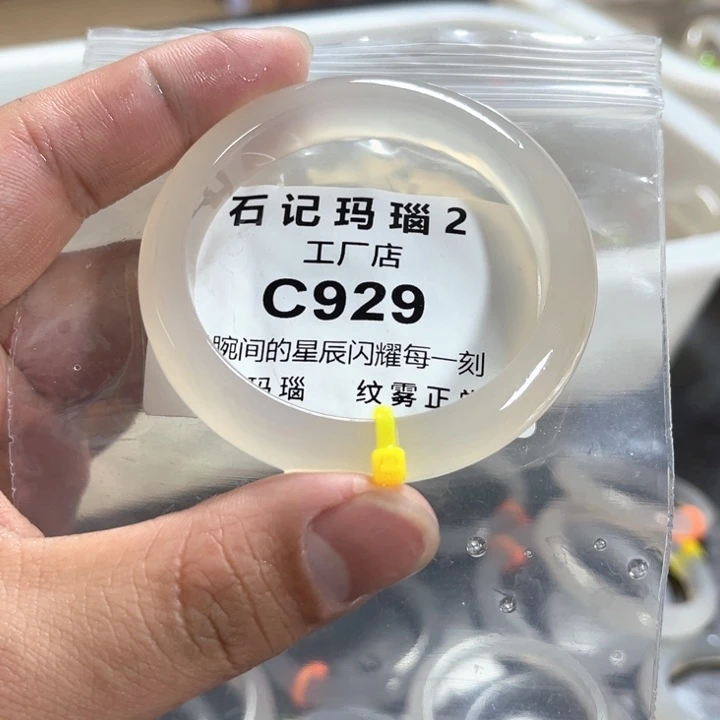 石记玛瑙2
工厂店
C929
腕间的星辰闪耀每一刻
玛瑙 纹雾正常